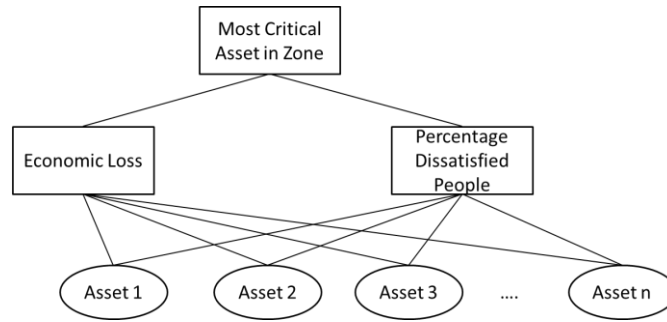 Most Critical
Asset in Zone
Economic Loss
Percentage
Dissatisfied
People
Asset 1
Asset 2
Asset 3
....
Asset n